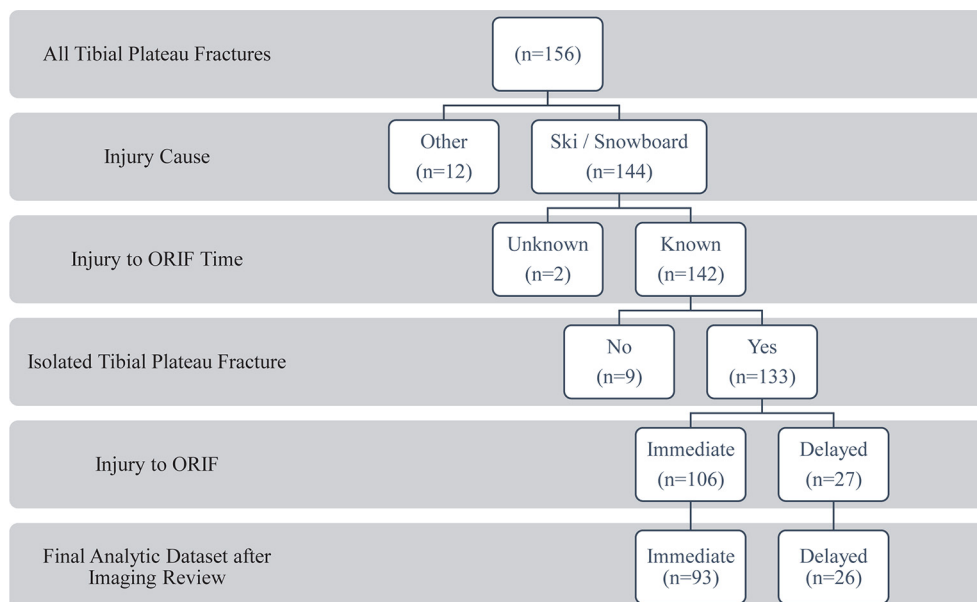 All Tibial Plateau Fractures
(n=156)
Injury Cause
Other
(n=12)
Ski / Snowboard
(n=144)
Injury to ORIF Time
Unknown
(n=2)
Known
(n=142)
Isolated Tibial Plateau Fracture
No
(n=9)
Yes
(n=133)
Injury to ORIF
Immediate
(n=106)
Delayed
(n=27)
Final Analytic Dataset after
Imaging Review
Immediate
(n=93)
Delayed
(n=26)